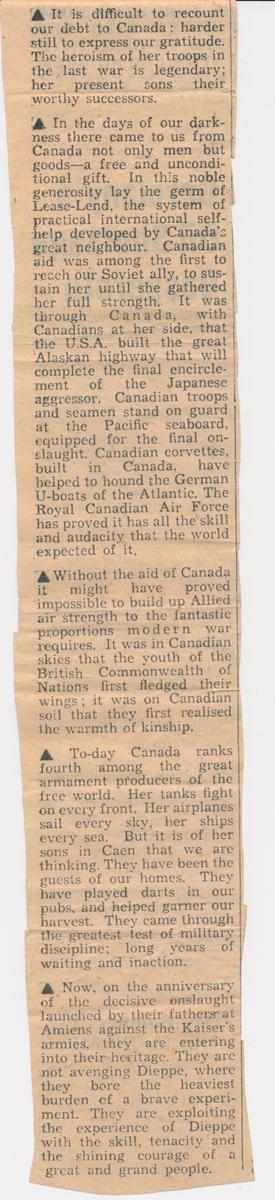 ▲ It is difficult to recount
our debt to Canada: harder
still to express our gratitude.
The heroism of her troops in
the last war is legendary;
her present sons their
worthy successors.
▲ In the days of our dark-
ness there came to us from
Canada not only men but
goods—a free and uncondi-
tional gift. In this noble
generosity lay the germ of
Lease-Lend, the system of
practical international self-
help developed by Canada's
great neighbour. Canadian
aid was among the first to
reach our Soviet ally, to sus-
tain her until she gathered
her full strength. It was
through Canada, with
Canadians at her side, that
the U.S.A. built the great
Alaskan highway that will
complete the final encircle-
ment of the Japanese
aggressor. Canadian troops
and seamen stand on guard
at the Pacific seaboard,
equipped for the final on-
slaught. Canadian corvettes,
built in Canada, have
helped to hound the German
U-boats of the Atlantic. The
Royal Canadian Air Force
has proved it has all the skill
and audacity that the world
expected of it.
▲ Without the aid of Canada
it might have proved
impossible to build up Allied
air strength to the fantastic
proportions modern war
requires. It was in Canadian
skies that the youth of the
British Commonwealth of
Nations first fledged their
wings; it was on Canadian
soil that they first realised
the warmth of kinship.
▲ To-day Canada ranks
fourth among the great
armament producers of the
free world. Her tanks fight
on every front. Her airplanes
sail every sky, her ships
every sea. But it is of her
sons in Caen that we are
thinking. They have been the
guests of our homes. They
have played darts in our
pubs, and helped garner our
harvest. They came through
the greatest test of military
discipline; long years of
waiting and inaction.
▲ Now, on the anniversary
of the decisive onslaught
launched by their fathers at
Amiens against the Kaiser's
armies, they are entering
into their heritage. They are
not avenging Dieppe, where
they bore the heaviest
burden of a brave experi-
ment. They are exploiting
the experience of Dieppe
with the skill, tenacity and
the shining courage of a
great and grand people.